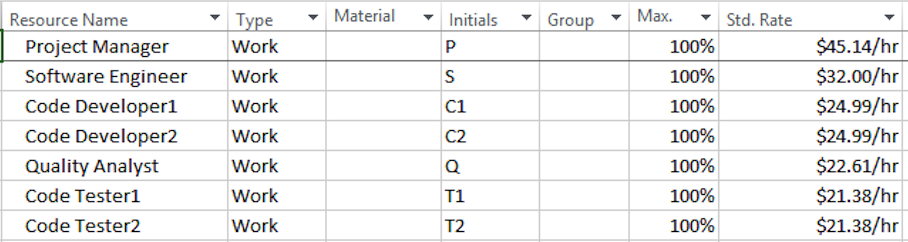 Resource Name Type Material Initials Group Max. Std. Rate
Project Manager Work P 100% $45.14/hr
Software Engineer Work S 100% $32.00/hr
Code Developer1 Work C1 100% $24.99/hr
Code Developer2 Work C2 100% $24.99/hr
Quality Analyst Work Q 100% $22.61/hr
Code Tester1 Work T1 100% $21.38/hr
Code Tester2 Work T2 100% $21.38/hr